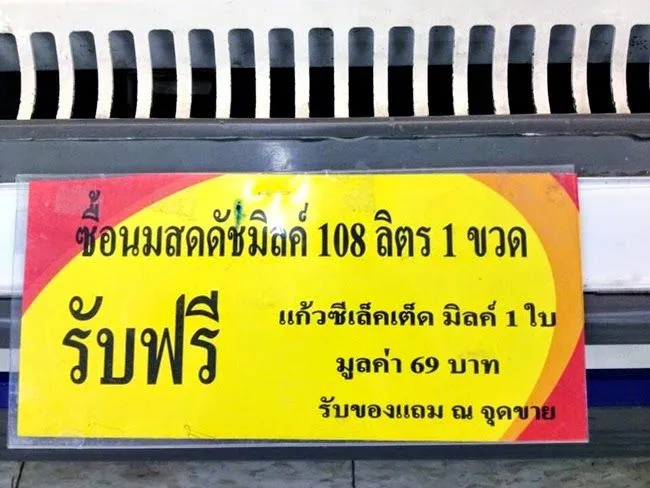 ซื้อนมสดดัชมิลค์ 108 ลิตร 1 ขวด
รับฟรี
แก้วซีเล็คเต็ด มิลค์ 1 ใบ
มูลค่า 69 บาท
รับของแถม ณ จุดขาย